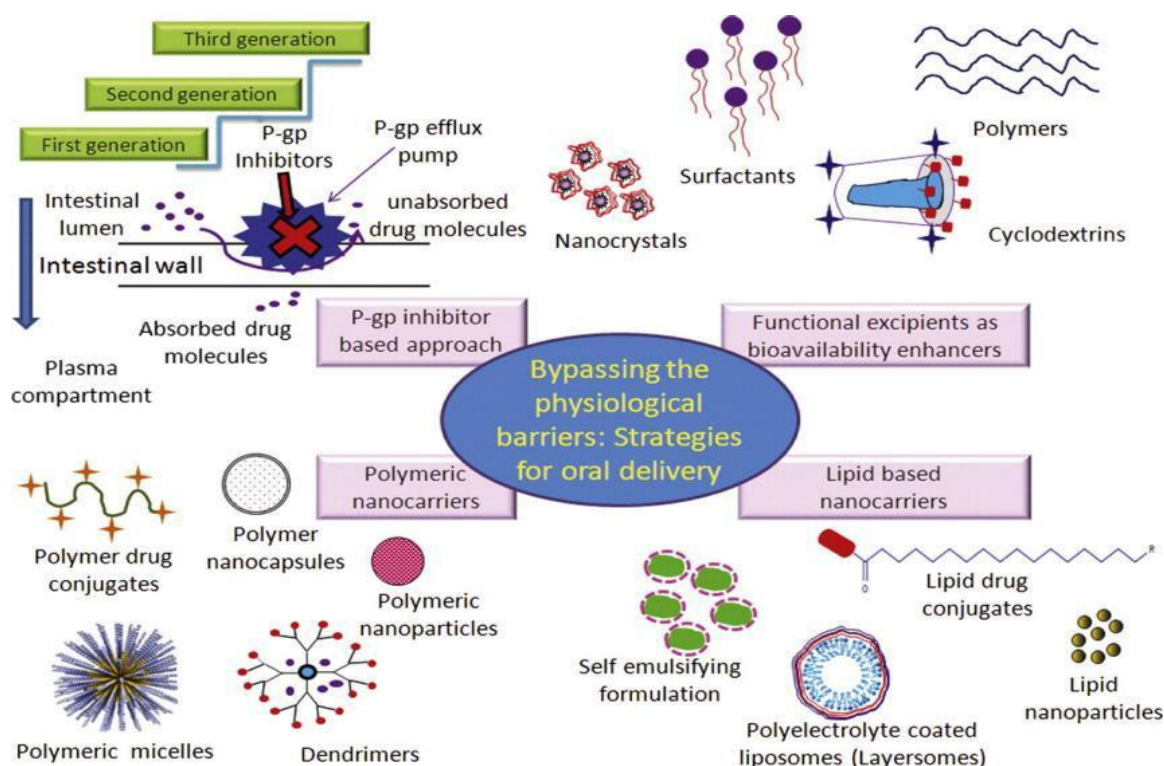 Third generation
Second generation
First generation
P-gp
Inhibitors
P-gp efflux
pump
Intestinal
lumen
unabsorbed
drug molecules
Intestinal wall
Absorbed drug
molecules
Plasma
compartment
Nanocrystals
Surfactants
Polymers
Cyclodextrins
P-gp inhibitor
based approach
Functional excipients as
bioavailability enhancers
Bypassing the
physiological
barriers: Strategies
for oral delivery
Polymeric
nanocarriers
Lipid based
nanocarriers
Polymer drug
conjugates
Polymer
nanocapsules
Polymeric
nanoparticles
Polymeric micelles
Dendrimers
Self emulsifying
formulation
R
O
Lipid drug
conjugates
Polyelectrolyte coated
liposomes (Layersomes)
Lipid
nanoparticles